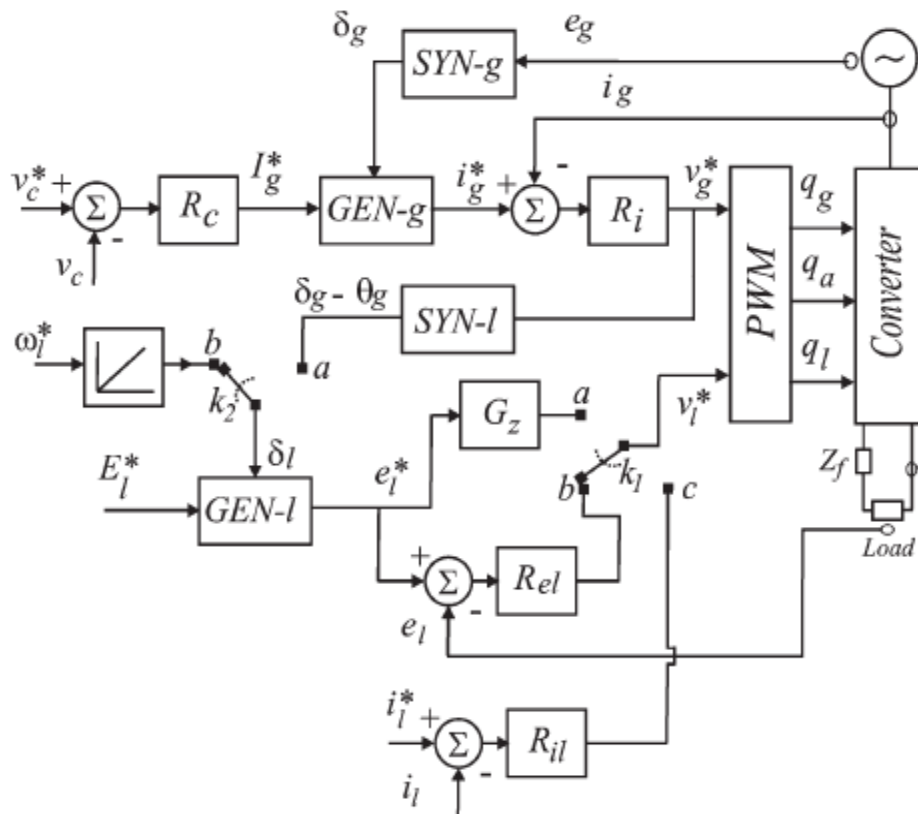 δg
SYN-g
eg
~
ig
vc* +
Σ
-
vc
Rc
Ig*
GEN-g
ig*
+
-
Σ
Ri
vg*
PWM
qg
qa
ql
Converter
δg - θg
SYN-l
a
ωl*
b
k2
δl
El*
GEN-l
el*
Gz
a
b
k1
c
vl*
Zf
Load
+
Σ
-
el
Rel
il*
+
Σ
-
il
Ril